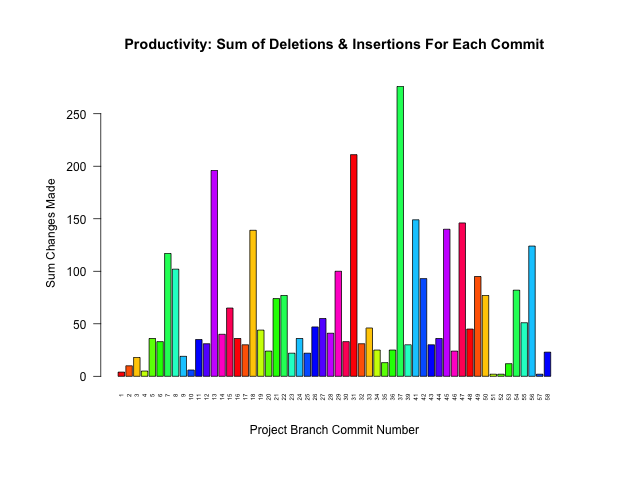 Productivity: Sum of Deletions & Insertions For Each Commit
Sum Changes Made
250
200
150
100
50
0
1 2 3 4 5 6 7 8 9 10 11 12 13 14 15 16 17 18 19 20 21 22 23 24 25 26 27 28 29 30 31 32 33 34 35 36 37 39 41 42 43 44 45 46 47 48 49 50 51 52 53 54 55 56 57 58
Project Branch Commit Number